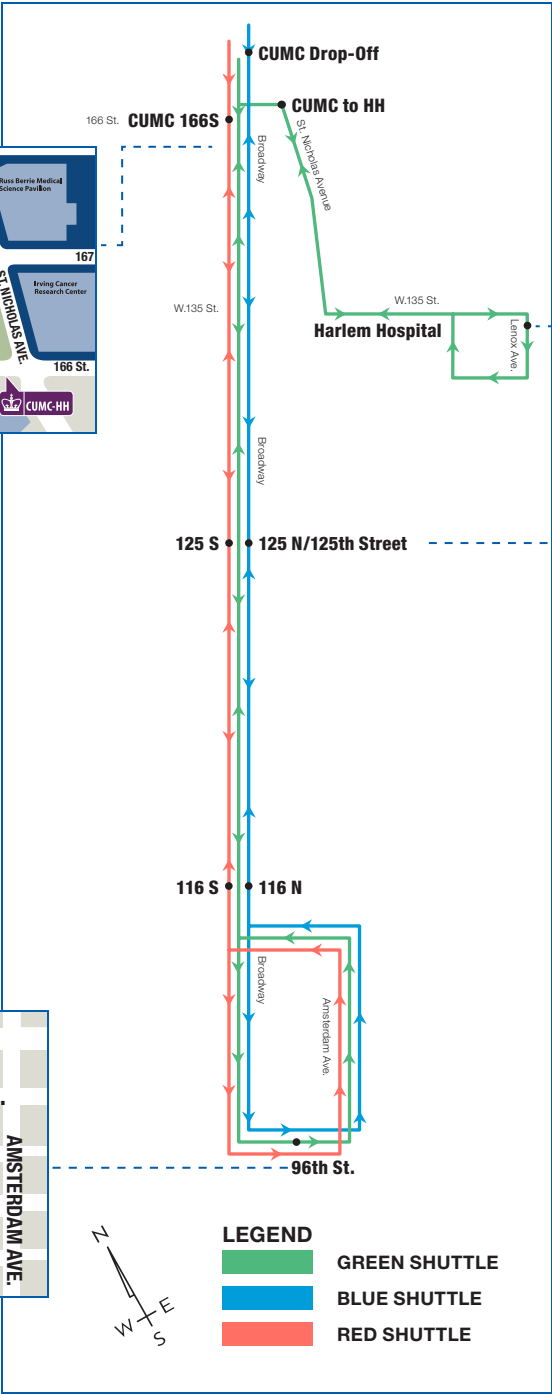 CUMC Drop-Off
CUMC to HH
166 St. CUMC 166S
Broadway
St. Nicholas Avenue
Russ Berrie Medical
Science Pavilion
167
Irving Cancer
Research Center
ST. NICHOLAS AVE.
166 St.
CUMC-HH
W.135 St.
W.135 St.
Harlem Hospital
Lenox Ave.
Broadway
125 S
125 N/125th Street
116 S
116 N
Broadway
Amsterdam Ave.
96th St.
AMSTERDAM AVE.
N
W
E
S
LEGEND
GREEN SHUTTLE
BLUE SHUTTLE
RED SHUTTLE